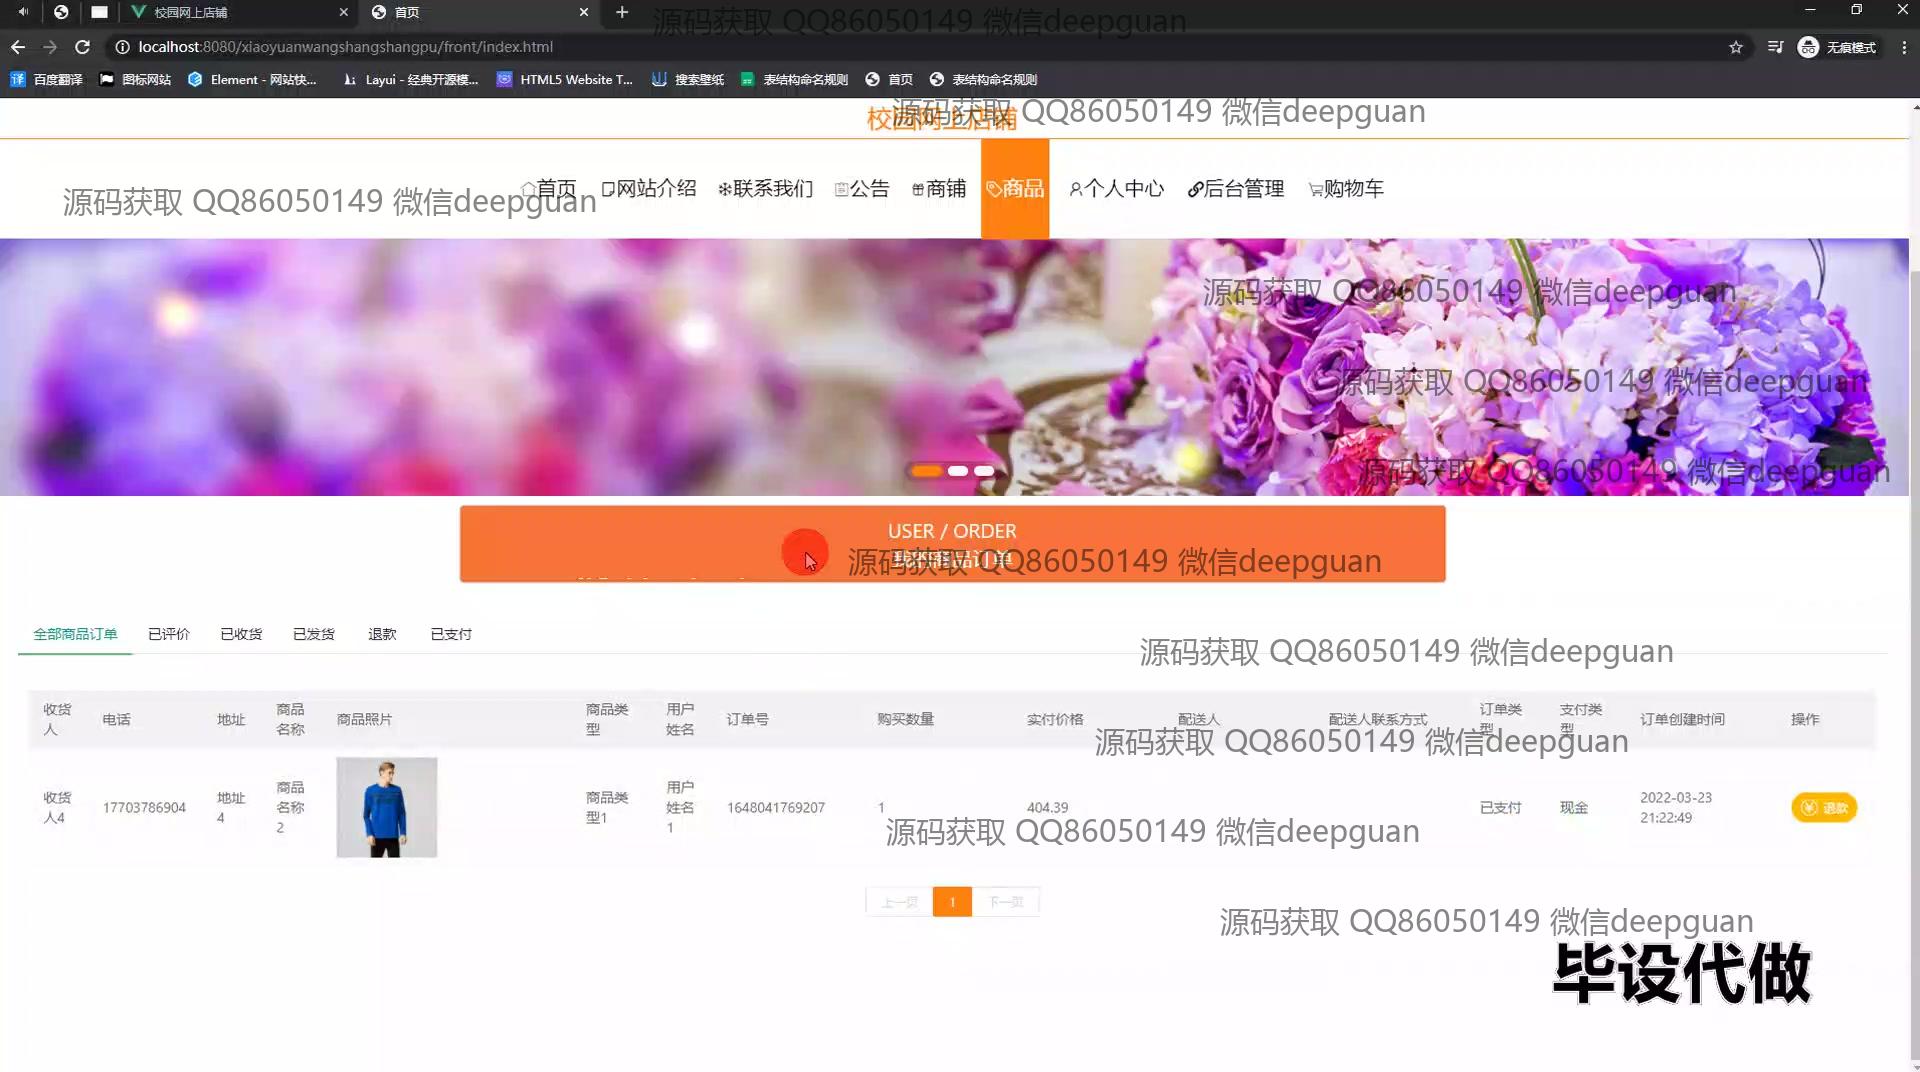 校园网上店铺
首页
源码获取 QQ86050149 微信deepguan
localhost:8080/xiaoyuanwangshangshangpu/front/index.html
无痕模式
百度翻译
图标网站
Element - 网站快...
Layui - 经典开源模...
HTML5 Website T...
搜索壁纸
表结构命名规则
首页
表结构命名规则
校园网上店铺
源码获取 QQ86050149 微信deepguan
首页
网站介绍
联系我们
公告
商铺
商品
个人中心
后台管理
购物车
源码获取 QQ86050149 微信deepguan
源码获取 QQ86050149 微信deepguan
源码获取 QQ86050149 微信deepguan
源码获取 QQ86050149 微信deepguan
USER / ORDER
我的商品订单
源码获取 QQ86050149 微信deepguan
全部商品订单
已评价
已收货
已发货
退款
已支付
源码获取 QQ86050149 微信deepguan
收货人
电话
地址
商品名称
商品照片
商品类型
用户姓名
订单号
购买数量
实付价格
配送人
配送人联系方式
订单类型
支付类型
订单创建时间
操作
源码获取 QQ86050149 微信deepguan
收货人4
17703786904
地址4
商品名称2
商品类型1
用户姓名1
1648041769207
1
404.39
已支付
现金
2022-03-23 21:22:49
退款
源码获取 QQ86050149 微信deepguan
上一页
1
下一页
源码获取 QQ86050149 微信deepguan
毕设代做